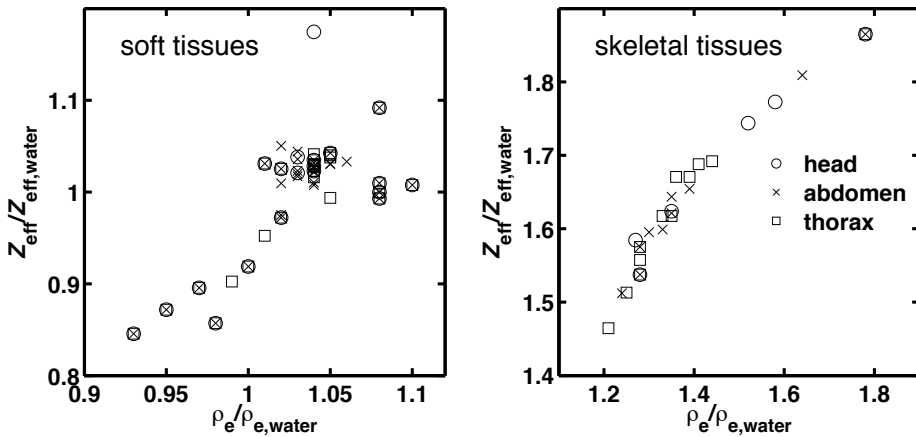 soft tissues
Z_eff/Z_eff,water
1.1
1
0.9
0.8
0.9
0.95
1
1.05
1.1
ρ_e/ρ_e,water
skeletal tissues
Z_eff/Z_eff,water
1.8
1.7
1.6
1.5
1.4
1.2
1.4
1.6
1.8
ρ_e/ρ_e,water
head
abdomen
thorax